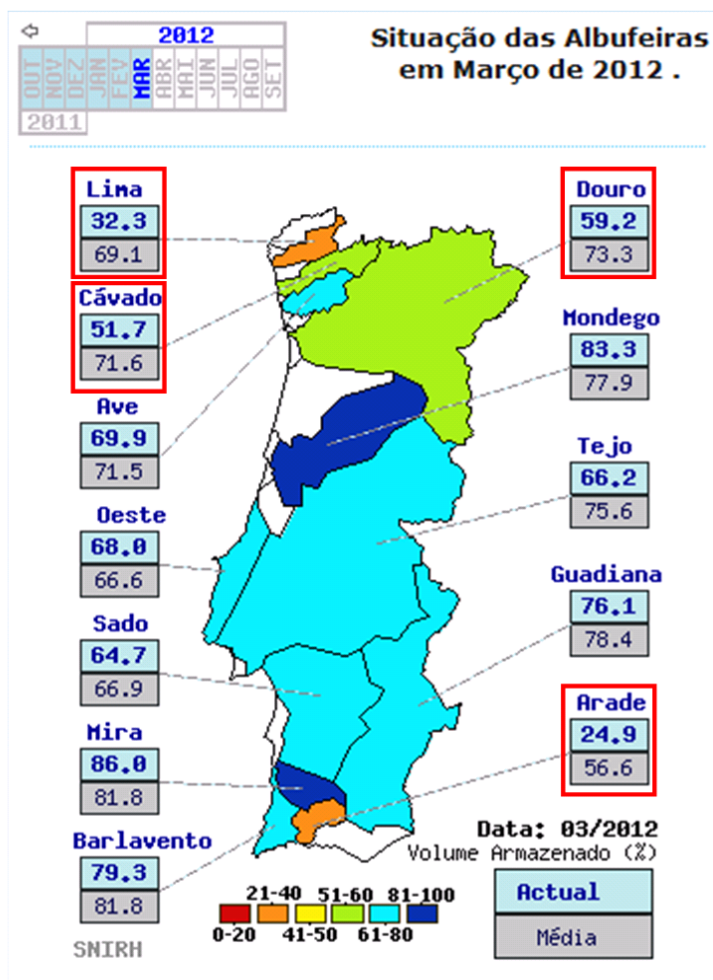 2012
OUT NOV DEZ JAN FEV MAR ABR MAI JUN JUL AGO SET
2011
Situação das Albufeiras
em Março de 2012 .
Lima
32.3
69.1
Cávado
51.7
71.6
Ave
69.9
71.5
Oeste
68.0
66.6
Sado
64.7
66.9
Mira
86.0
81.8
Barlavento
79.3
81.8
Douro
59.2
73.3
Mondego
83.3
77.9
Tejo
66.2
75.6
Guadiana
76.1
78.4
Arade
24.9
56.6
Data: 03/2012
Volume Armazenado (%)
21-40 51-60 81-100
0-20 41-50 61-80
Actual
Média
SNIRH